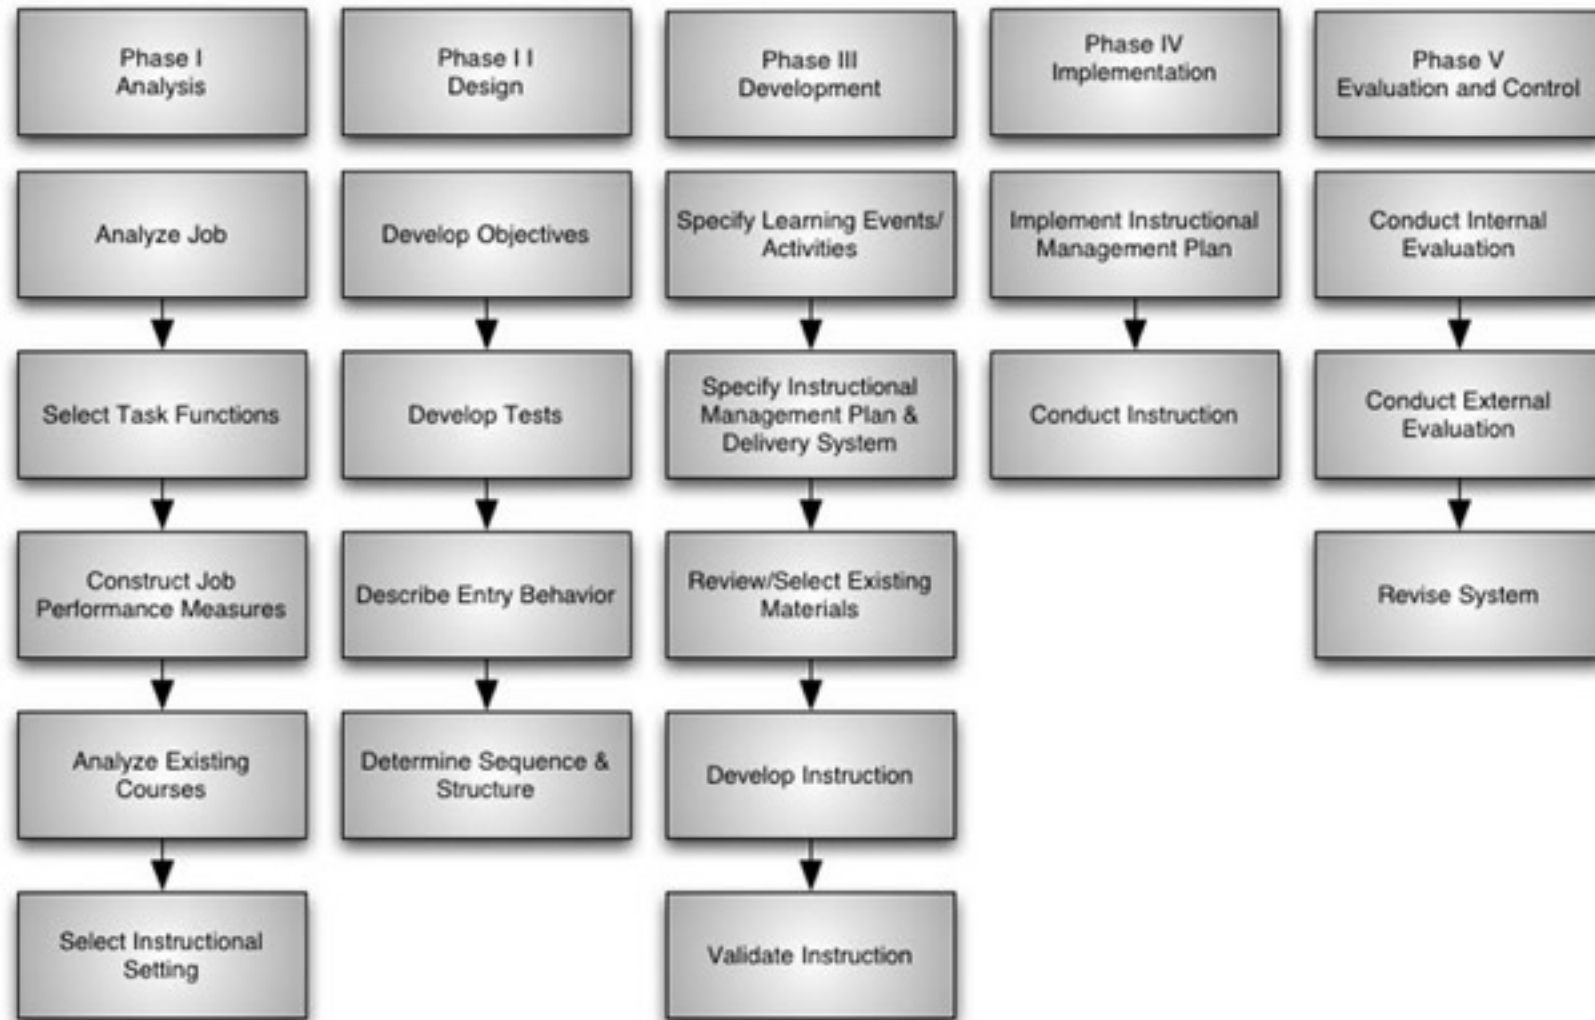 Phase I
Analysis
Phase I I
Design
Phase III
Development
Phase IV
Implementation
Phase V
Evaluation and Control
Analyze Job
Develop Objectives
Specify Learning Events/
Activities
Implement Instructional
Management Plan
Conduct Internal
Evaluation
Select Task Functions
Develop Tests
Specify Instructional
Management Plan &
Delivery System
Conduct Instruction
Conduct External
Evaluation
Construct Job
Performance Measures
Describe Entry Behavior
Review/Select Existing
Materials
Revise System
Analyze Existing
Courses
Determine Sequence &
Structure
Develop Instruction
Select Instructional
Setting
Validate Instruction